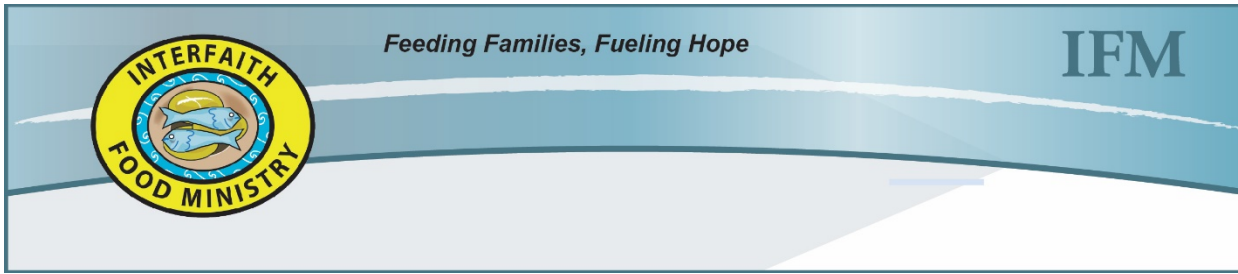 Feeding Families, Fueling Hope
IFM
INTERFAITH
FOOD MINISTRY